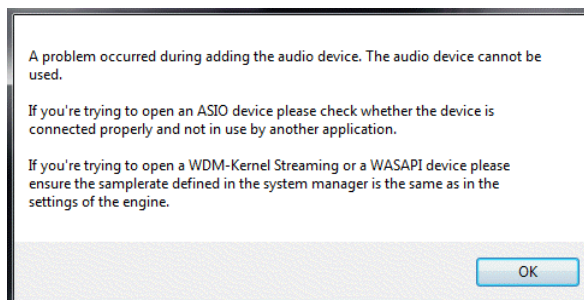 A problem occurred during adding the audio device. The audio device cannot be
used.
If you're trying to open an ASIO device please check whether the device is
connected properly and not in use by another application.
If you're trying to open a WDM-Kernel Streaming or a WASAPI device please
ensure the samplerate defined in the system manager is the same as in the
settings of the engine.
OK